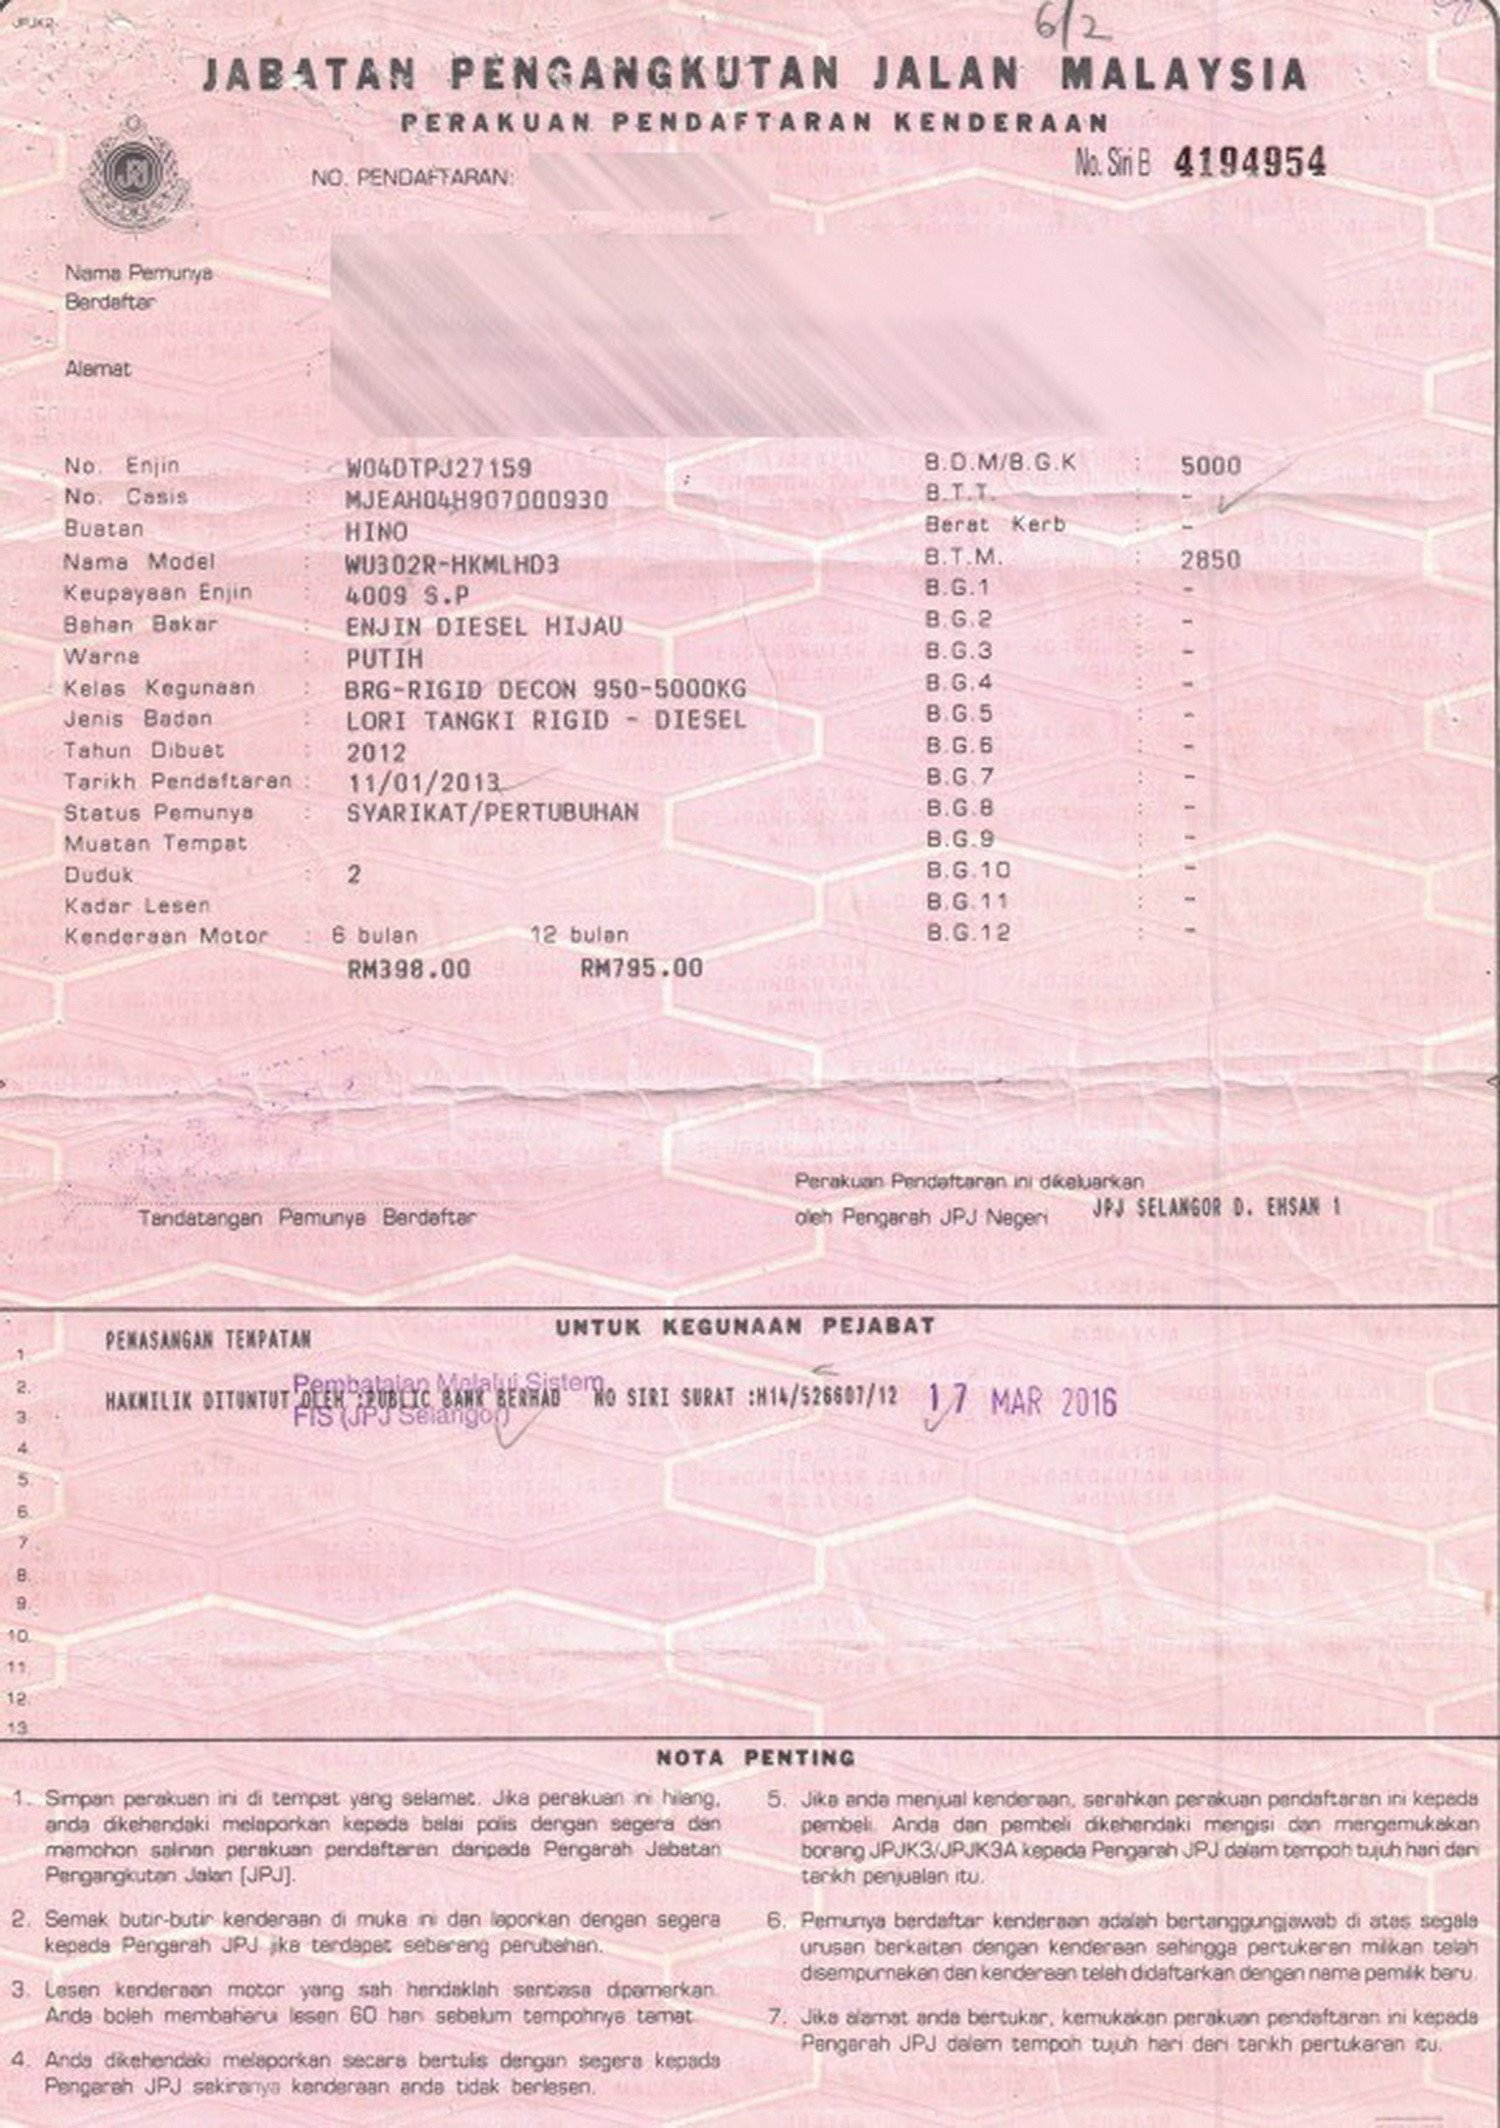 JPJK2
6/2
JABATAN PENGANGKUTAN JALAN MALAYSIA
PERAKUAN PENDAFTARAN KENDERAAN
No. Siri B 4194954
NO. PENDAFTARAN:
Nama Pemunya :
Berdaftar
Alamat :
No. Enjin : W04DTPJ27159
No. Casis : MJEAH04H907000930
Buatan : HINO
Nama Model : WU302R-HKMLHD3
Keupayaan Enjin : 4009 S.P
Bahan Bakar : ENJIN DIESEL HIJAU
Warna : PUTIH
Kelas Kegunaan : BRG-RIGID DECON 950-5000KG
Jenis Badan : LORI TANGKI RIGID - DIESEL
Tahun Dibuat : 2012
Tarikh Pendaftaran : 11/01/2013
Status Pemunya : SYARIKAT/PERTUBUHAN
Muatan Tempat
Duduk : 2
Kadar Lesen
Kenderaan Motor : 6 bulan 12 bulan
RM398.00 RM795.00
B.D.M/B.G.K : 5000
B.T.T. : -
Berat Kerb : -
B.T.M. : 2850
B.G.1 : -
B.G.2 : -
B.G.3 : -
B.G.4 : -
B.G.5 : -
B.G.6 : -
B.G.7 : -
B.G.8 : -
B.G.9 : -
B.G.10 : -
B.G.11 : -
B.G.12 : -
Tandatangan Pemunya Berdaftar
Perakuan Pendaftaran ini dikeluarkan
oleh Pengarah JPJ Negeri JPJ SELANGOR D. EHSAN 1
UNTUK KEGUNAAN PEJABAT
PEMASANGAN TEMPATAN
1.
Pembatalan Melalui Sistem
2.
HAKMILIK DITUNTUT OLEH :PUBLIC BANK BERHAD NO SIRI SURAT :H14/526607/12 17 MAR 2016
FIS (JPJ Selangor)
3.
4.
5.
6.
7.
8.
9.
10.
11.
12.
13.
NOTA PENTING
1. Simpan perakuan ini di tempat yang selamat. Jika perakuan ini hilang,
anda dikehendaki melaporkan kepada balai polis dengan segera dan
memohon salinan perakuan pendaftaran daripada Pengarah Jabatan
Pengangkutan Jalan [JPJ].
2. Semak butir-butir kenderaan di muka ini dan laporkan dengan segera
kepada Pengarah JPJ jika terdapat sebarang perubahan.
3. Lesen kenderaan motor yang sah hendaklah sentiasa dipamerkan.
Anda boleh membaharui lesen 60 hari sebelum tempohnya tamat.
4. Anda dikehendaki melaporkan secara bertulis dengan segera kepada
Pengarah JPJ sekiranya kenderaan anda tidak berlesen.
5. Jika anda menjual kenderaan, serahkan perakuan pendaftaran ini kepada
pembeli. Anda dan pembeli dikehendaki mengisi dan mengemukakan
borang JPJK3/JPJK3A kepada Pengarah JPJ dalam tempoh tujuh hari dari
tarikh penjualan itu.
6. Pemunya berdaftar kenderaan adalah bertanggungjawab di atas segala
urusan berkaitan dengan kenderaan sehingga pertukaran milikan telah
disempurnakan dan kenderaan telah didaftarkan dengan nama pemilik baru.
7. Jika alamat anda bertukar, kemukakan perakuan pendaftaran ini kepada
Pengarah JPJ dalam tempoh tujuh hari dari tarikh pertukaran itu.